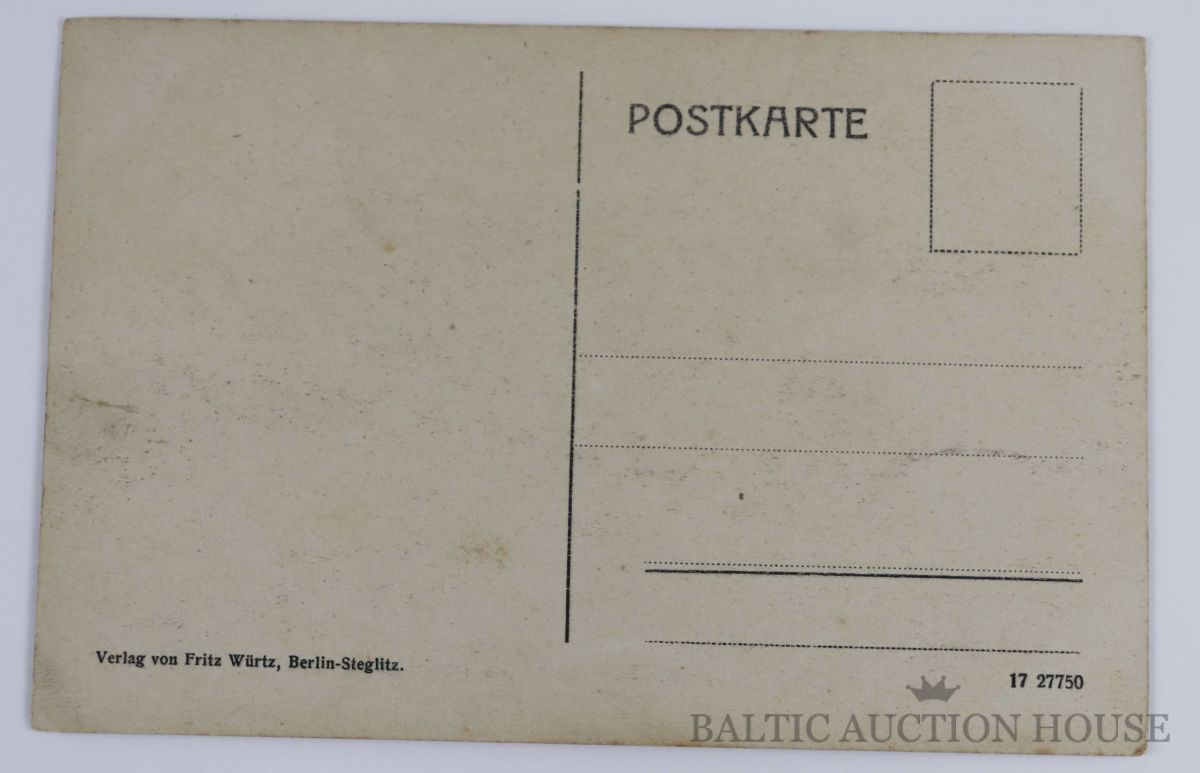 POSTKARTE
Verlag von Fritz Würtz, Berlin-Steglitz.
17 27750
BALTIC AUCTION HOUSE